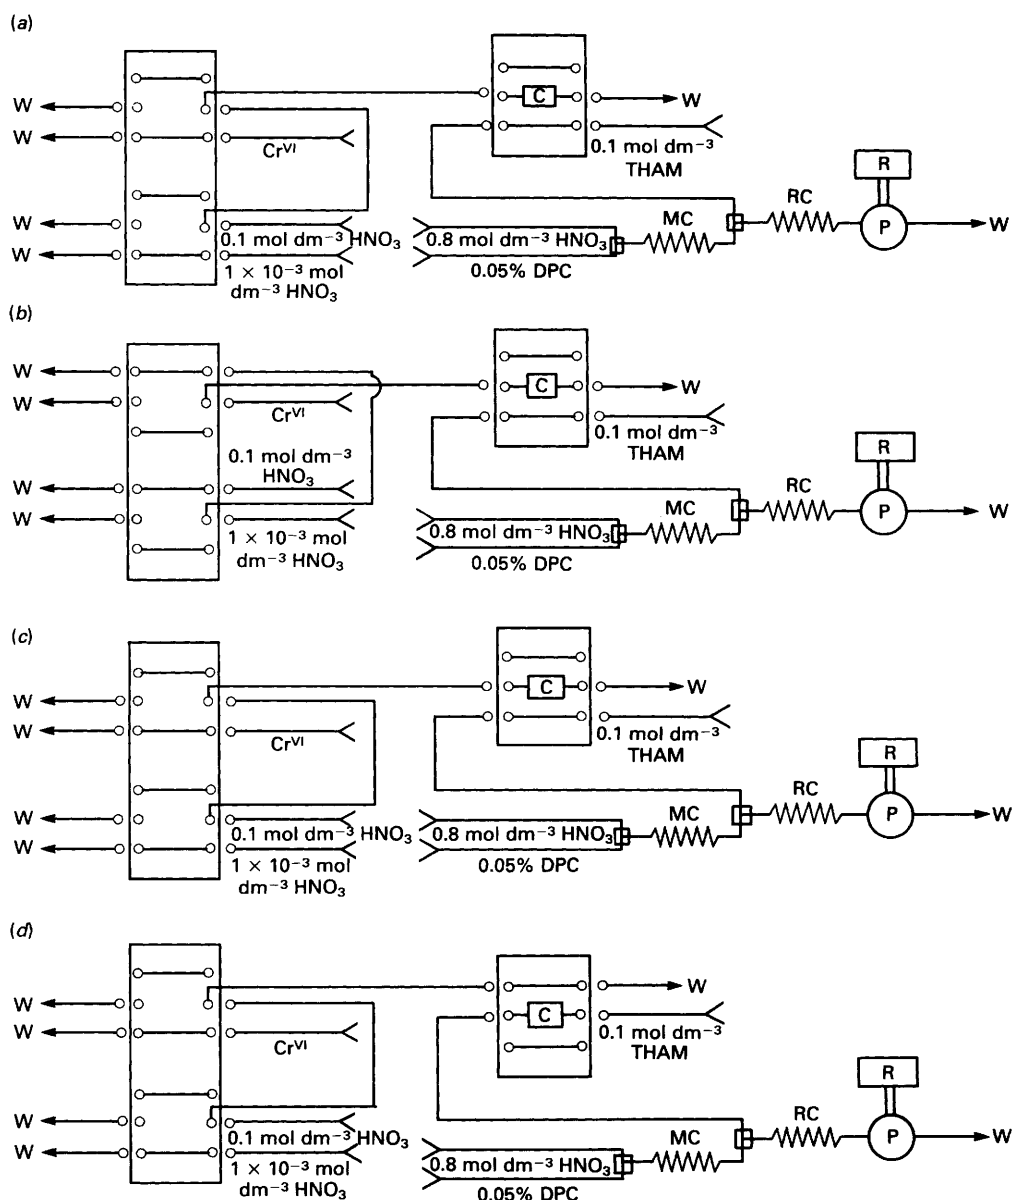 (a)
W
C
W
W
Cr^VI
0.1 mol dm⁻³
THAM
R
RC
MC
W
0.1 mol dm⁻³ HNO₃
0.8 mol dm⁻³ HNO₃
P
W
W
1 × 10⁻³ mol
dm⁻³ HNO₃
0.05% DPC
(b)
W
C
W
W
Cr^VI
0.1 mol dm⁻³
THAM
R
0.1 mol dm⁻³
HNO₃
W
RC
MC
P
W
W
1 × 10⁻³ mol
dm⁻³ HNO₃
0.8 mol dm⁻³ HNO₃
0.05% DPC
(c)
W
C
W
W
Cr^VI
0.1 mol dm⁻³
THAM
R
RC
MC
W
0.1 mol dm⁻³ HNO₃
0.8 mol dm⁻³ HNO₃
P
W
W
1 × 10⁻³ mol
dm⁻³ HNO₃
0.05% DPC
(d)
W
W
C
W
Cr^VI
0.1 mol dm⁻³
THAM
R
RC
MC
W
0.1 mol dm⁻³ HNO₃
P
W
W
1 × 10⁻³ mol
dm⁻³ HNO₃
0.8 mol dm⁻³ HNO₃
0.05% DPC